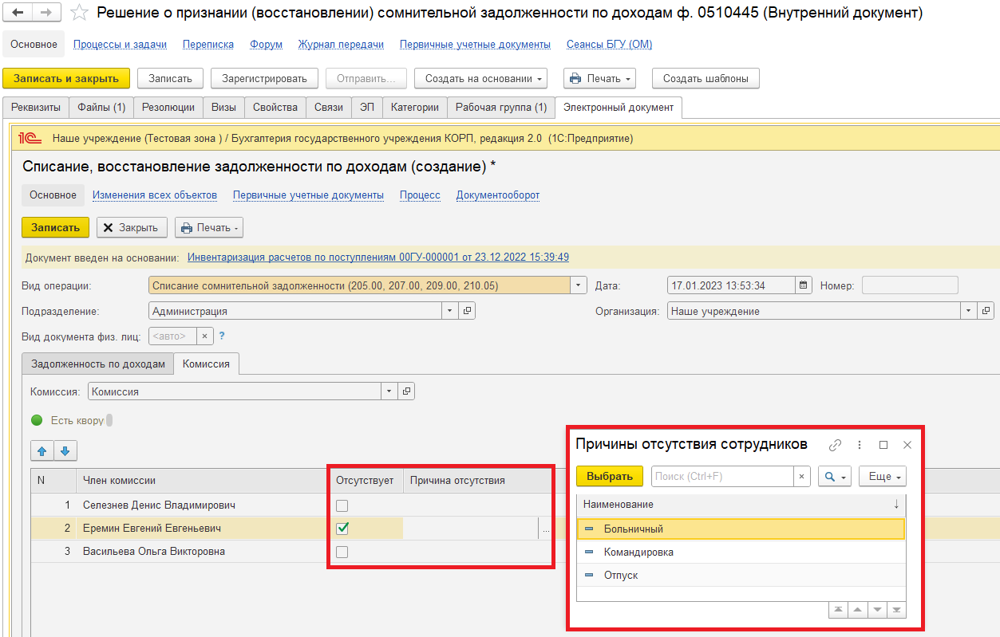 Решение о признании (восстановлении) сомнительной задолженности по доходам ф. 0510445 (Внутренний документ)
Основное Процессы и задачи Переписка Форум Журнал передачи Первичные учетные документы Сеансы БГУ (ОМ)
Записать и закрыть Записать Зарегистрировать Отправить... Создать на основании Печать Создать шаблоны
Реквизиты Файлы (1) Резолюции Визы Свойства Связи ЭП Категории Рабочая группа (1) Электронный документ
1С Наше учреждение (Тестовая зона ) / Бухгалтерия государственного учреждения КОРП, редакция 2.0 (1С:Предприятие)
Списание, восстановление задолженности по доходам (создание) *
Основное Изменения всех объектов Первичные учетные документы Процесс Документооборот
Записать Закрыть Печать
Документ введен на основании: Инвентаризация расчетов по поступлениям 00ГУ-000001 от 23.12.2022 15:39:49
Вид операции: Списание сомнительной задолженности (205.00, 207.00, 209.00, 210.05) Дата: 17.01.2023 13:53:34 Номер:
Подразделение: Администрация Организация: Наше учреждение
Вид документа физ. лиц: <авто> × ?
Задолженность по доходам Комиссия
Комиссия: Комиссия
Есть квору
N Член комиссии Отсутствует Причина отсутствия
1 Селезнев Денис Владимирович
2 Еремин Евгений Евгеньевич ...
3 Васильева Ольга Викторовна
Причины отсутствия сотрудников
Выбрать Поиск (Ctrl+F) × Еще
Наименование ↓
Больничный
Командировка
Отпуск